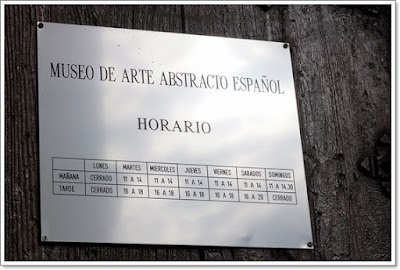 MUSEO DE ARTE ABSTRACTO ESPAÑOL
HORARIO
LUNES MARTES MIERCOLES JUEVES VIERNES SABADOS DOMINGOS
MAÑANA CERRADO 11 A 14 11 A 14 11 A 14 11 A 14 11 A 14 11 A 14,30
TARDE CERRADO 16 A 18 16 A 18 16 A 18 16 A 18 16 A 20 CERRADO